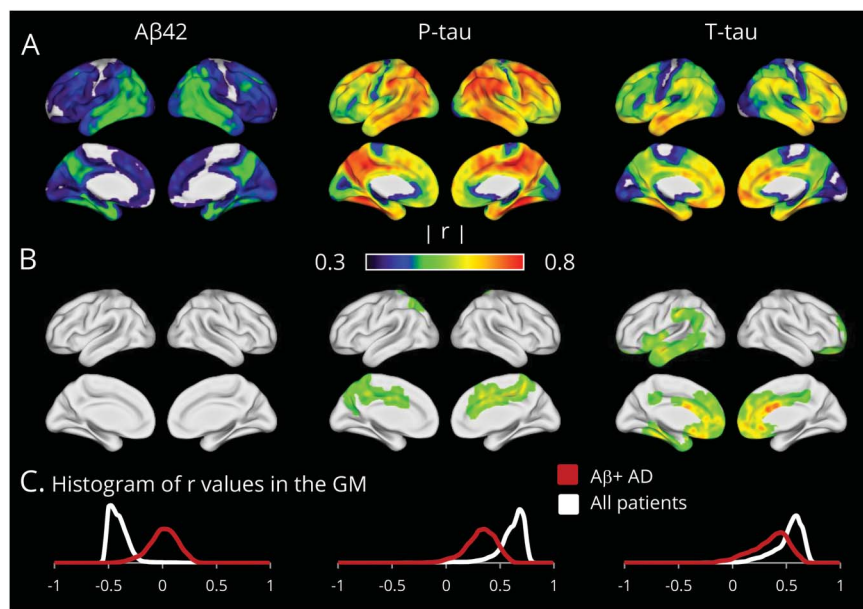 A
Aβ42
P-tau
T-tau
| r |
0.3
0.8
B
C. Histogram of r values in the GM
Aβ+ AD
All patients
-1 -0.5 0 0.5 1
-1 -0.5 0 0.5 1
-1 -0.5 0 0.5 1